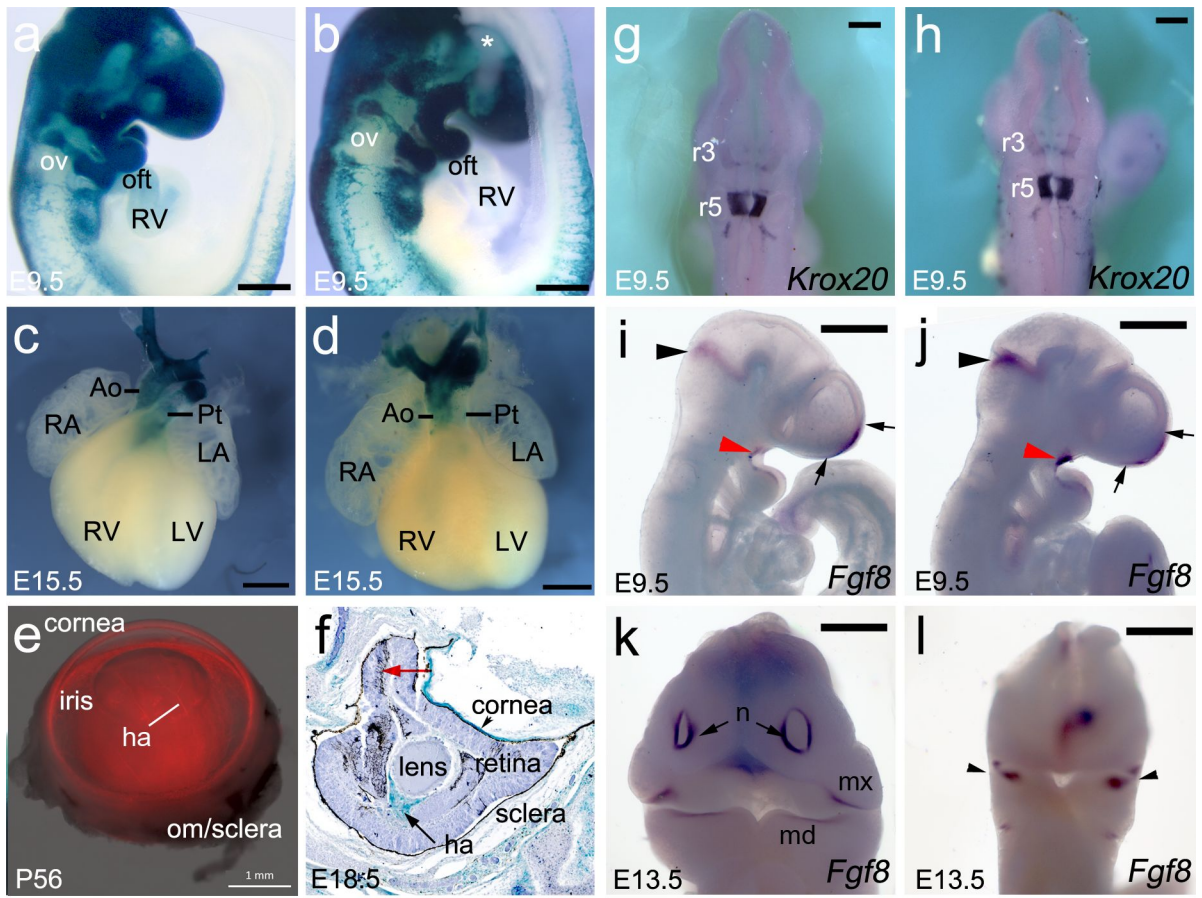 a
ov
oft
RV
E9.5
b
*
ov
oft
RV
E9.5
g
r3
r5
E9.5
Krox20
h
r3
r5
E9.5
Krox20
c
Ao
Pt
RA
LA
RV
LV
E15.5
d
Ao
Pt
RA
LA
RV
LV
E15.5
i
E9.5
Fgf8
j
E9.5
Fgf8
e
cornea
iris
ha
om/sclera
P56
1 mm
f
cornea
lens
retina
sclera
ha
E18.5
k
n
mx
md
E13.5
Fgf8
l
E13.5
Fgf8